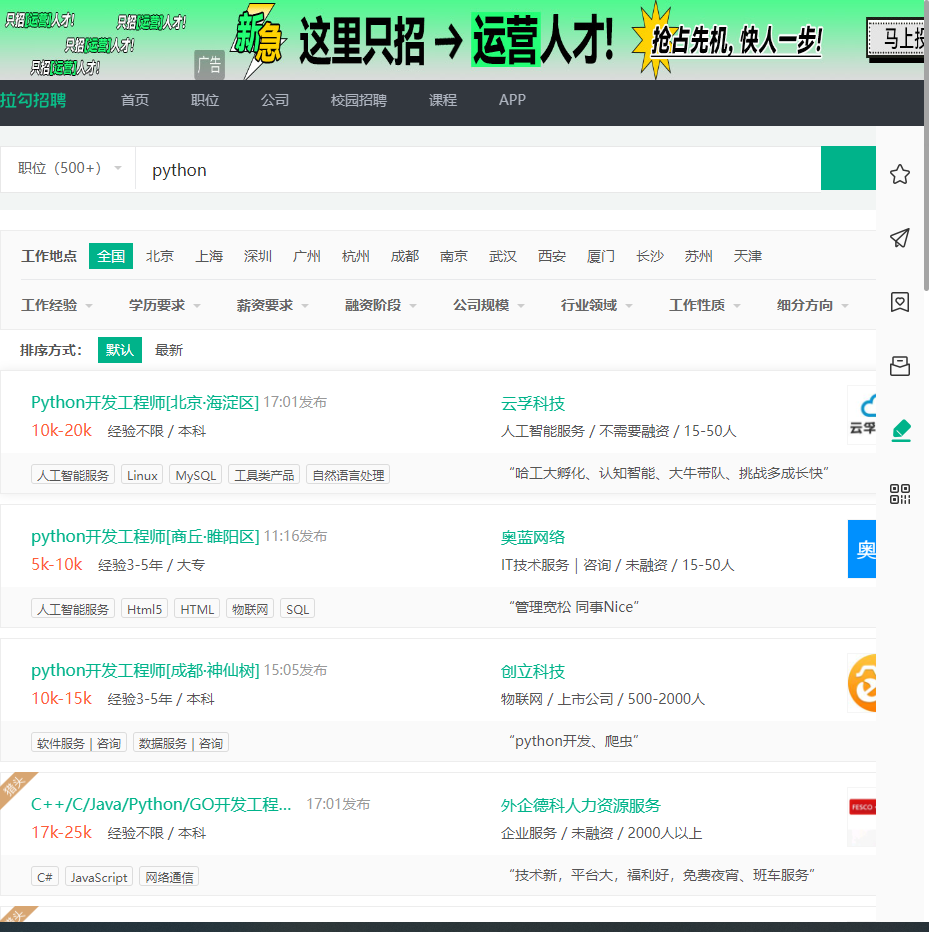 只招运营人才!
只招运营人才!
只招运营人才!
只招运营人才!
新急
这里只招→运营人才!
抢占先机, 快人一步!
马上投
广告
拉勾招聘 首页 职位 公司 校园招聘 课程 APP
职位（500+） python
工作地点 全国 北京 上海 深圳 广州 杭州 成都 南京 武汉 西安 厦门 长沙 苏州 天津
工作经验 学历要求 薪资要求 融资阶段 公司规模 行业领域 工作性质 细分方向
排序方式： 默认 最新
Python开发工程师[北京·海淀区] 17:01发布 云孚科技
10k-20k 经验不限 / 本科 人工智能服务 / 不需要融资 / 15-50人
云孚
人工智能服务 Linux MySQL 工具类产品 自然语言处理 “哈工大孵化、认知智能、大牛带队、挑战多成长快”
python开发工程师[商丘·睢阳区] 11:16发布 奥蓝网络
奥
5k-10k 经验3-5年 / 大专 IT技术服务｜咨询 / 未融资 / 15-50人
人工智能服务 Html5 HTML 物联网 SQL “管理宽松 同事Nice”
python开发工程师[成都·神仙树] 15:05发布 创立科技
10k-15k 经验3-5年 / 本科 物联网 / 上市公司 / 500-2000人
软件服务｜咨询 数据服务｜咨询 “python开发、爬虫”
猎头
C++/C/Java/Python/GO开发工程... 17:01发布 外企德科人力资源服务
FESCO
17k-25k 经验不限 / 本科 企业服务 / 未融资 / 2000人以上
C# JavaScript 网络通信 “技术新，平台大，福利好，免费夜宵、班车服务”
头